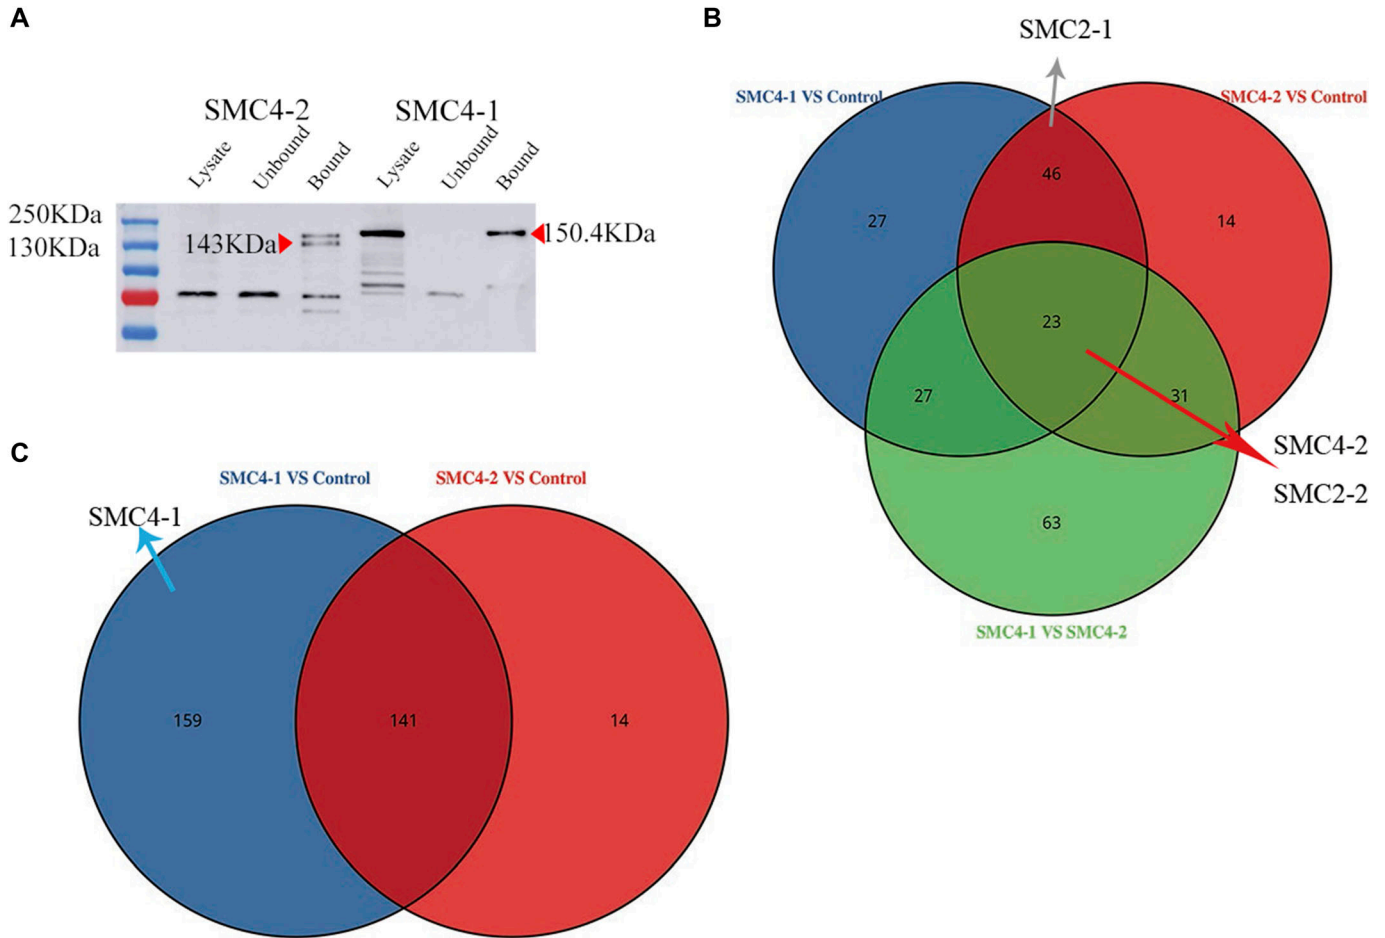 A
SMC4-2 SMC4-1
Lysate Unbound Bound Lysate Unbound Bound
250KDa
130KDa
143KDa
150.4KDa
B
SMC2-1
SMC4-1 VS Control
SMC4-2 VS Control
46
27
14
23
27
31
SMC4-2
SMC2-2
63
SMC4-1 VS SMC4-2
C
SMC4-1 VS Control
SMC4-2 VS Control
SMC4-1
159
141
14